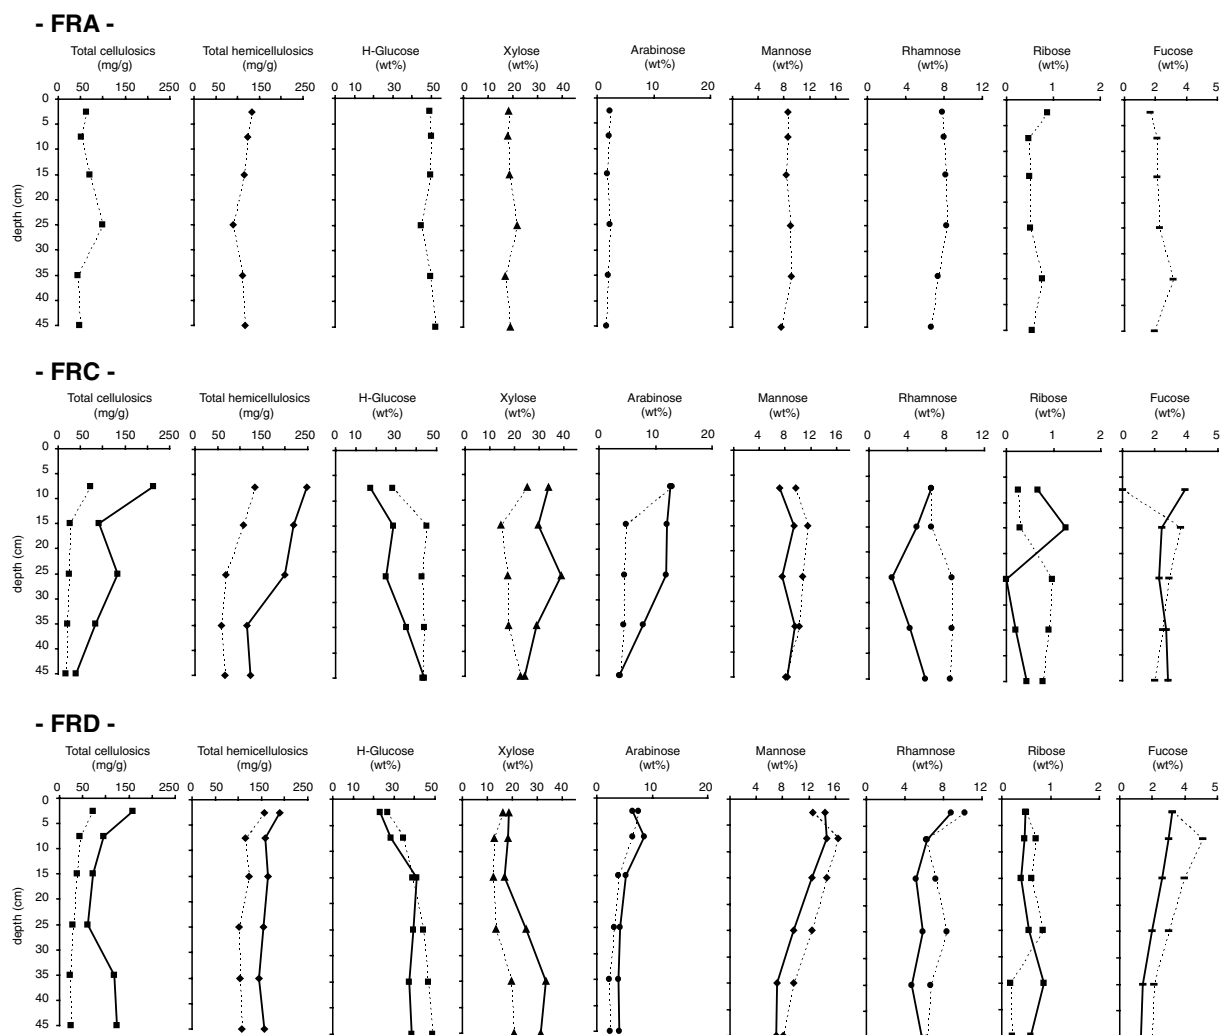 - FRA -
Total cellulosics Total hemicellulosics H-Glucose Xylose Arabinose Mannose Rhamnose Ribose Fucose
(mg/g) (mg/g) (wt%) (wt%) (wt%) (wt%) (wt%) (wt%) (wt%)
0 50 150 250 0 50 150 250 0 10 30 50 0 10 20 30 40 0 10 20 0 4 8 12 16 0 4 8 12 0 1 2 0 2 4 5
0
5
10
15
20
25
30
35
40
45
depth (cm)
- FRC -
Total cellulosics Total hemicellulosics H-Glucose Xylose Arabinose Mannose Rhamnose Ribose Fucose
(mg/g) (mg/g) (wt%) (wt%) (wt%) (wt%) (wt%) (wt%) (wt%)
0 50 150 250 0 50 150 250 0 10 30 50 0 10 20 30 40 0 10 20 0 4 8 12 16 0 4 8 12 0 1 2 0 2 4 5
0
5
10
15
20
25
30
35
40
45
depth (cm)
- FRD -
Total cellulosics Total hemicellulosics H-Glucose Xylose Arabinose Mannose Rhamnose Ribose Fucose
(mg/g) (mg/g) (wt%) (wt%) (wt%) (wt%) (wt%) (wt%) (wt%)
0 50 150 250 0 50 150 250 0 10 30 50 0 10 20 30 40 0 10 20 0 4 8 12 16 0 4 8 12 0 1 2 0 2 4 5
0
5
10
15
20
25
30
35
40
45
depth (cm)